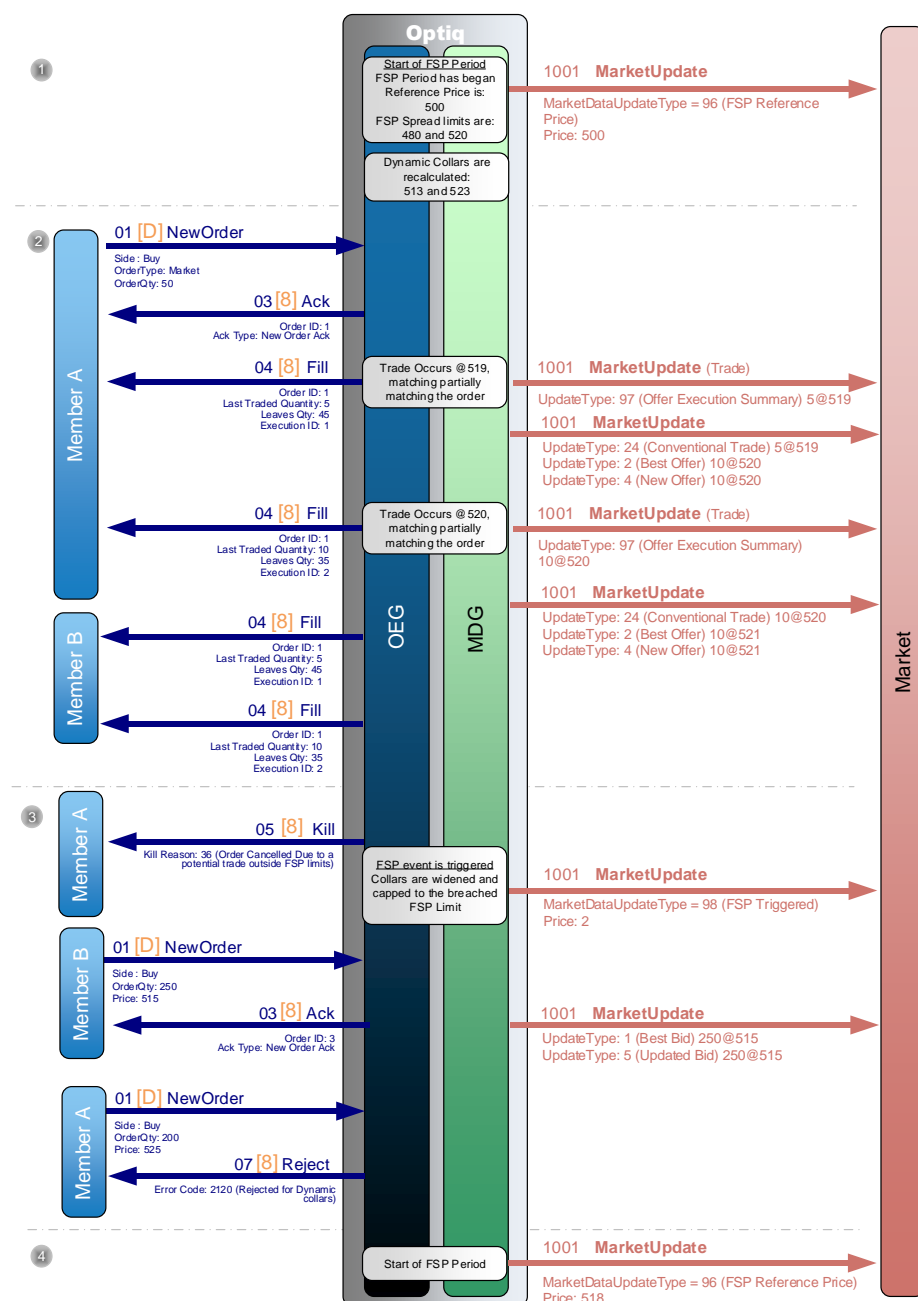 Optiq
1
Start of FSP Period
FSP Period has began
Reference Price is:
500
FSP Spread limits are:
480 and 520
1001 MarketUpdate
MarketDataUpdateType = 96 (FSP Reference
Price)
Price: 500
Dynamic Collars are
recalculated:
513 and 523
2
Member A
01 [D] NewOrder
Side : Buy
OrderType: Market
OrderQty: 50
03 [8] Ack
Order ID: 1
Ack Type: New Order Ack
04 [8] Fill
Order ID: 1
Last Traded Quantity: 5
Leaves Qty: 45
Execution ID: 1
Trade Occurs @519,
matching partially
matching the order
1001 MarketUpdate (Trade)
UpdateType: 97 (Offer Execution Summary) 5@519
1001 MarketUpdate
UpdateType: 24 (Conventional Trade) 5@519
UpdateType: 2 (Best Offer) 10@520
UpdateType: 4 (New Offer) 10@520
04 [8] Fill
Order ID: 1
Last Traded Quantity: 10
Leaves Qty: 35
Execution ID: 2
Trade Occurs @520,
matching partially
matching the order
1001 MarketUpdate (Trade)
UpdateType: 97 (Offer Execution Summary)
10@520
1001 MarketUpdate
UpdateType: 24 (Conventional Trade) 10@520
UpdateType: 2 (Best Offer) 10@521
UpdateType: 4 (New Offer) 10@521
OEG
MDG
Market
Member B
04 [8] Fill
Order ID: 1
Last Traded Quantity: 5
Leaves Qty: 45
Execution ID: 1
04 [8] Fill
Order ID: 1
Last Traded Quantity: 10
Leaves Qty: 35
Execution ID: 2
3
Member A
05 [8] Kill
Kill Reason: 36 (Order Cancelled Due to a
potential trade outside FSP limits)
FSP event is triggered
Collars are widened and
capped to the breached
FSP Limit
1001 MarketUpdate
MarketDataUpdateType = 98 (FSP Triggered)
Price: 2
Member B
01 [D] NewOrder
Side : Buy
OrderQty: 250
Price: 515
03 [8] Ack
Order ID: 3
Ack Type: New Order Ack
1001 MarketUpdate
UpdateType: 1 (Best Bid) 250@515
UpdateType: 5 (Updated Bid) 250@515
Member A
01 [D] NewOrder
Side : Buy
OrderQty: 200
Price: 525
07 [8] Reject
Error Code: 2120 (Rejected for Dynamic
collars)
4
Start of FSP Period
1001 MarketUpdate
MarketDataUpdateType = 96 (FSP Reference Price)
Price: 518